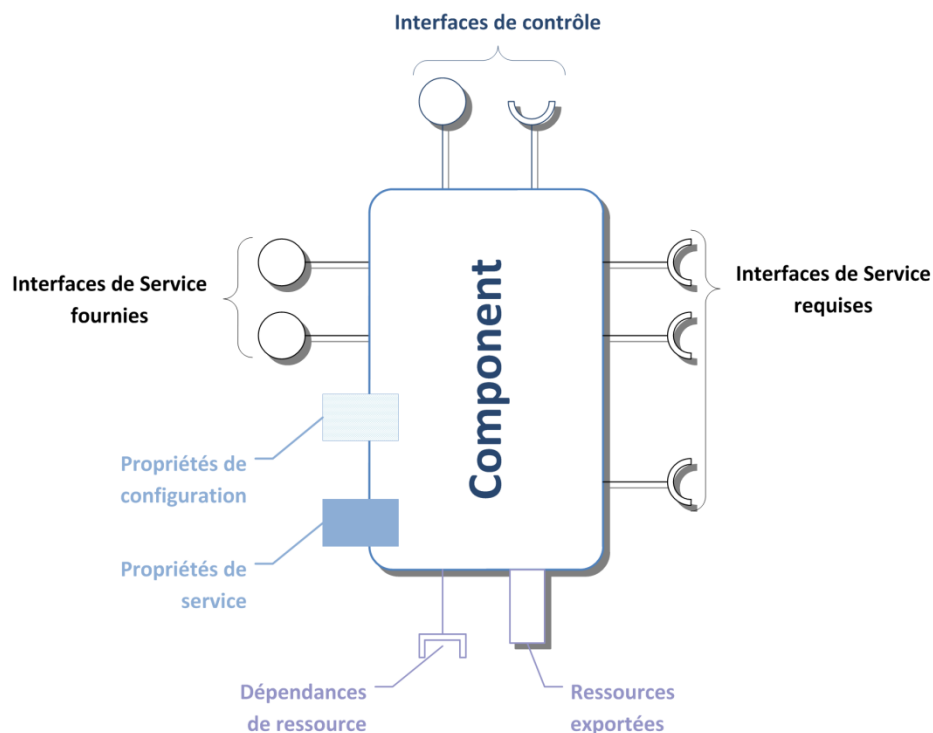 Interfaces de contrôle
Interfaces de Service
fournies
Interfaces de Service
requises
Component
Propriétés de
configuration
Propriétés de
service
Dépendances
de ressource
Ressources
exportées